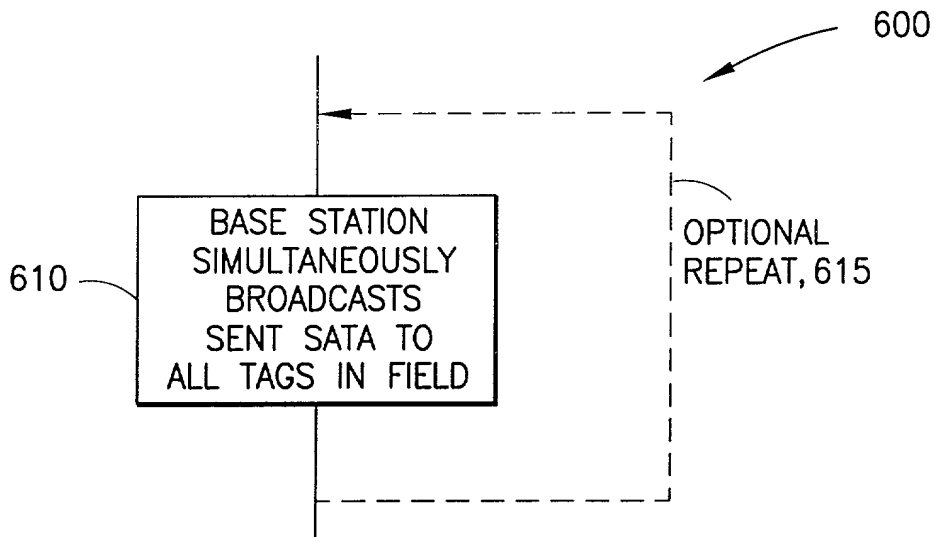 600
BASE STATION
SIMULTANEOUSLY
BROADCASTS
SENT SATA TO
ALL TAGS IN FIELD
610
OPTIONAL
REPEAT, 615